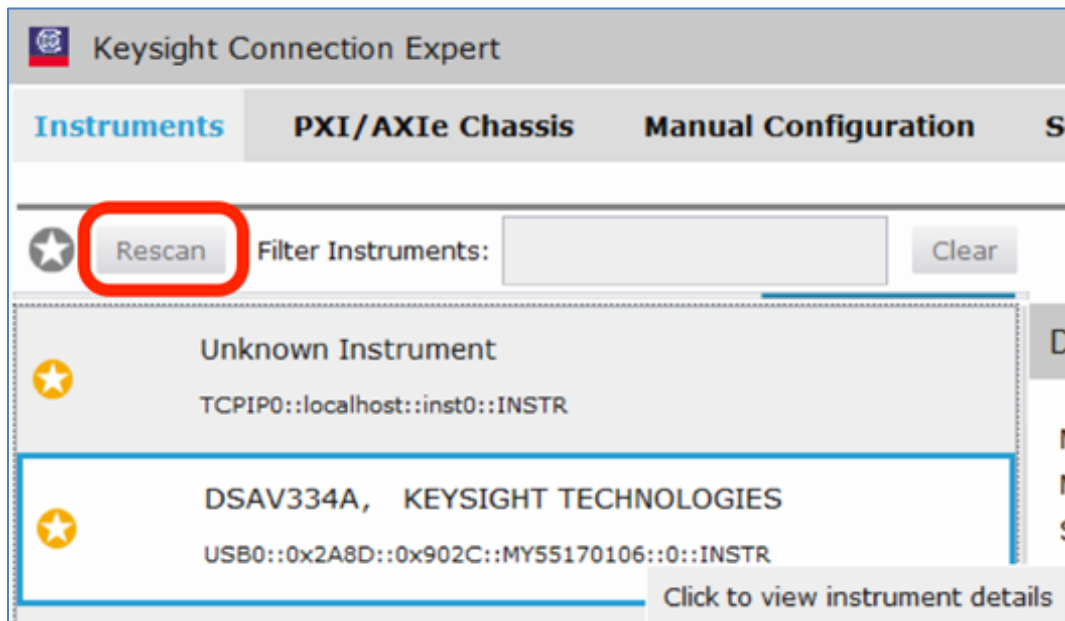 Keysight Connection Expert
Instruments PXI/AXIe Chassis Manual Configuration S
Rescan Filter Instruments: Clear
Unknown Instrument
TCPIP0::localhost::inst0::INSTR
D
DSAV334A, KEYSIGHT TECHNOLOGIES
USB0::0x2A8D::0x902C::MY55170106::0::INSTR
Click to view instrument details